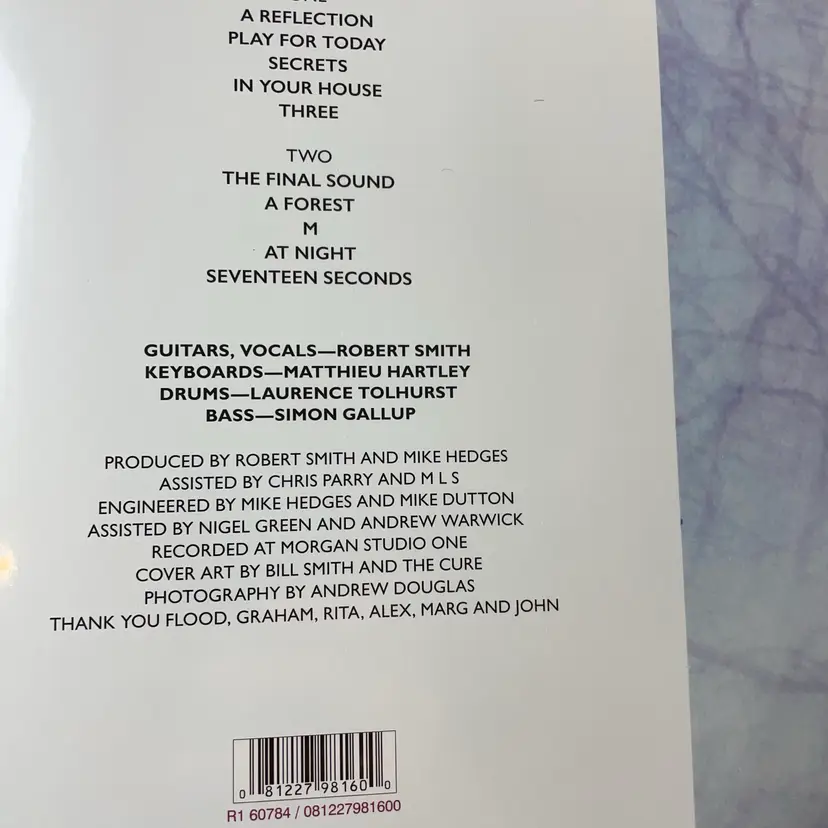 A REFLECTION
PLAY FOR TODAY
SECRETS
IN YOUR HOUSE
THREE
TWO
THE FINAL SOUND
A FOREST
M
AT NIGHT
SEVENTEEN SECONDS
GUITARS, VOCALS—ROBERT SMITH
KEYBOARDS—MATTHIEU HARTLEY
DRUMS—LAURENCE TOLHURST
BASS—SIMON GALLUP
PRODUCED BY ROBERT SMITH AND MIKE HEDGES
ASSISTED BY CHRIS PARRY AND M L S
ENGINEERED BY MIKE HEDGES AND MIKE DUTTON
ASSISTED BY NIGEL GREEN AND ANDREW WARWICK
RECORDED AT MORGAN STUDIO ONE
COVER ART BY BILL SMITH AND THE CURE
PHOTOGRAPHY BY ANDREW DOUGLAS
THANK YOU FLOOD, GRAHAM, RITA, ALEX, MARG AND JOHN
0 81227 98160 0
R1 60784 / 081227981600